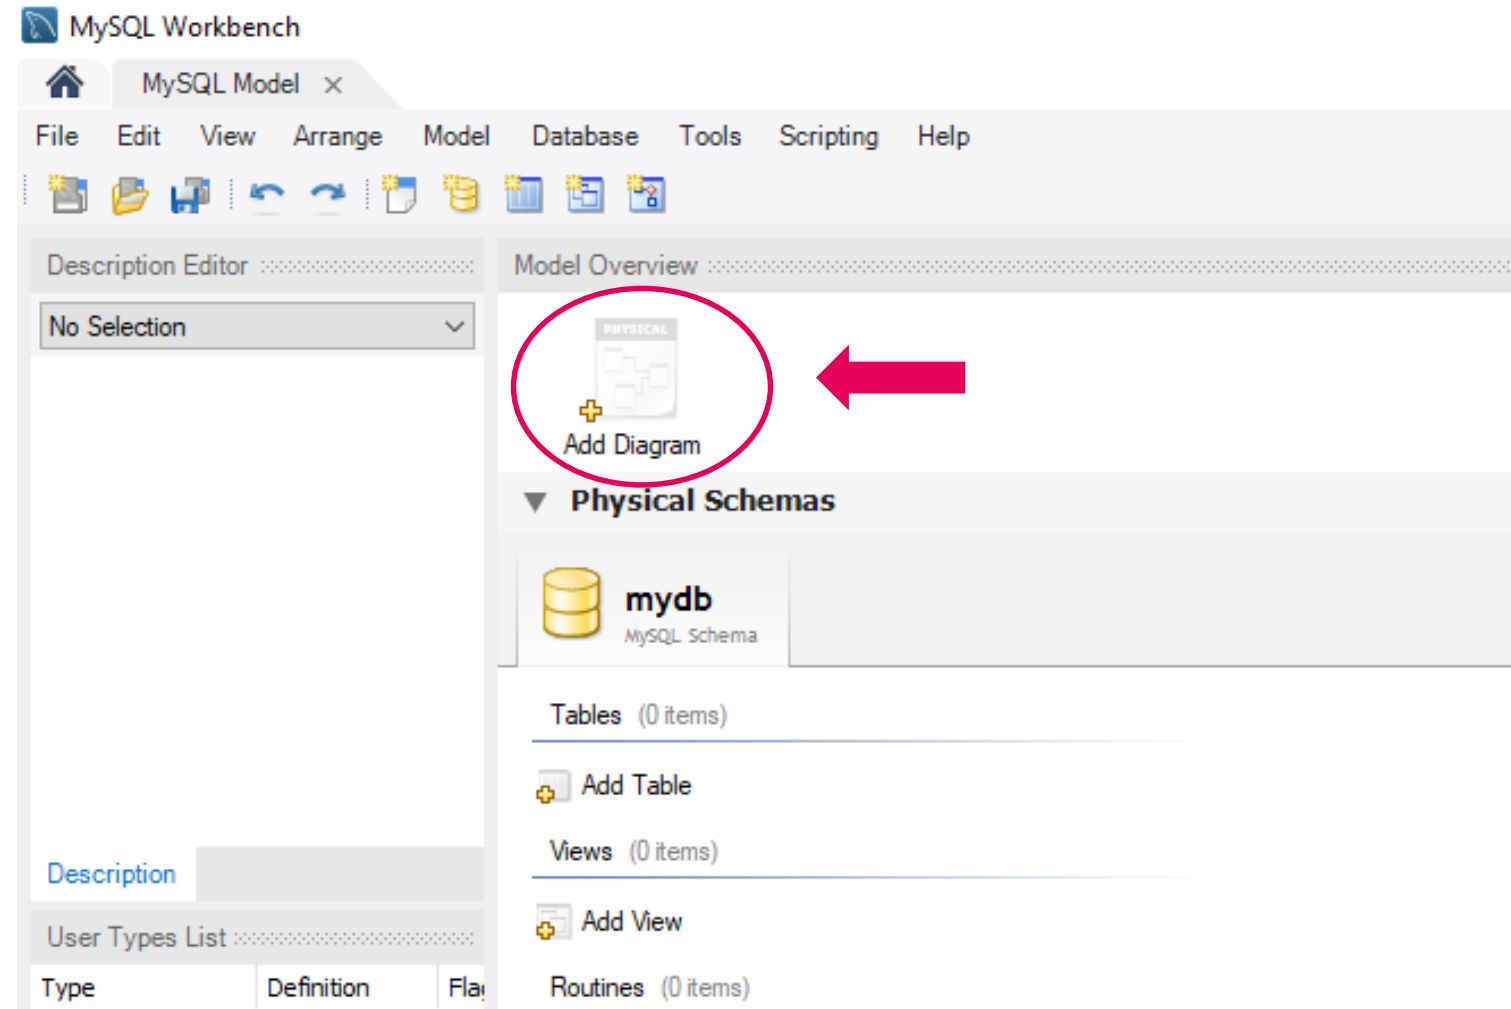 MySQL Workbench
MySQL Model
File Edit View Arrange Model Database Tools Scripting Help
Description Editor
Model Overview
No Selection
PHYSICAL
Add Diagram
Physical Schemas
mydb
MySQL Schema
Tables (0 items)
Add Table
Views (0 items)
Description
Add View
User Types List
Type Definition
Routines (0 items)